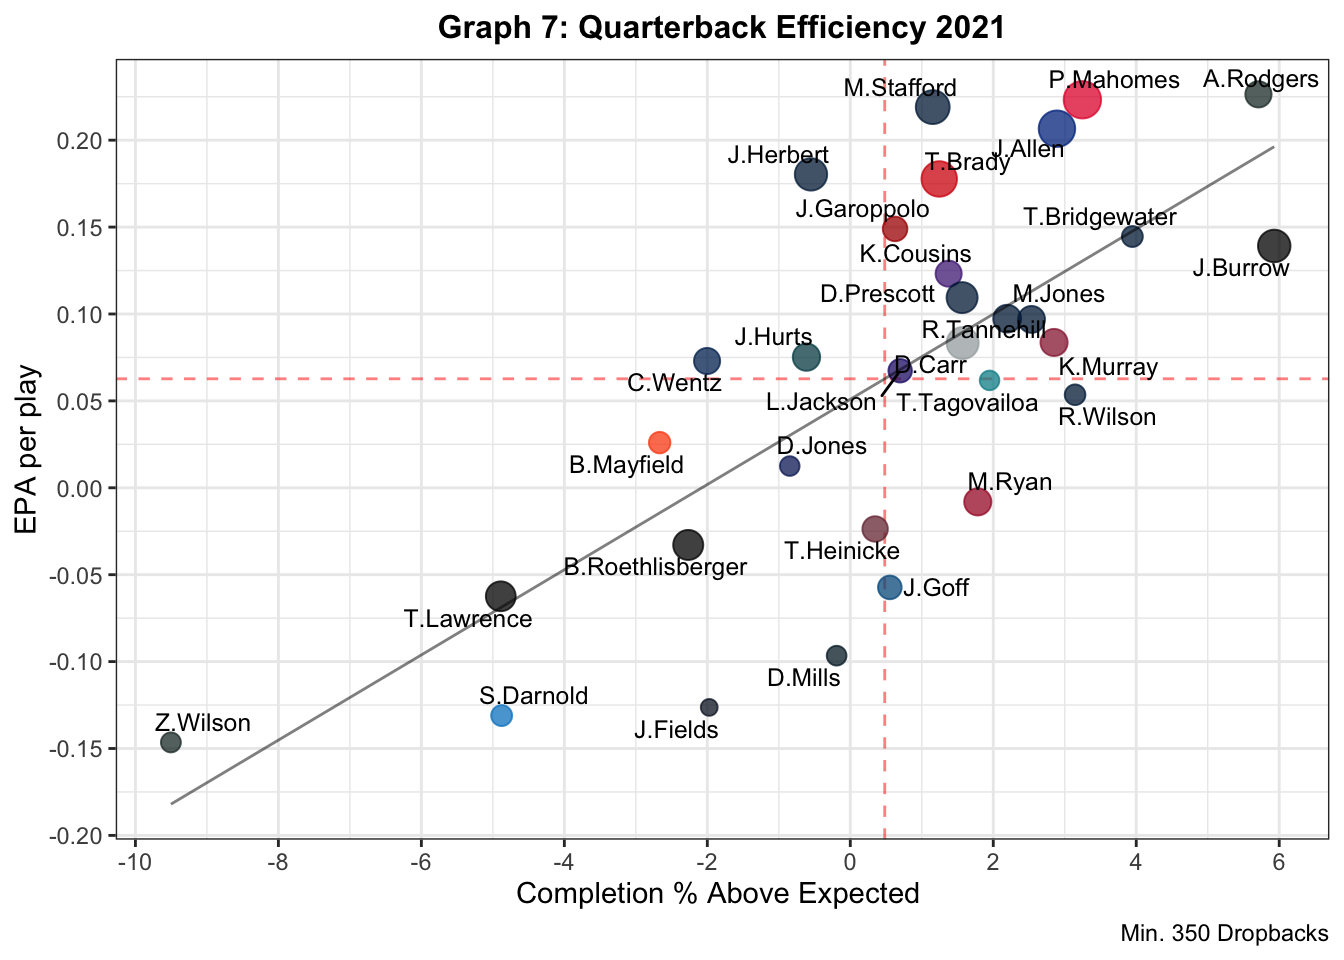 Graph 7: Quarterback Efficiency 2021
P.Mahomes
A.Rodgers
M.Stafford
J.Allen
J.Herbert
T.Brady
J.Garoppolo
T.Bridgewater
K.Cousins
J.Burrow
D.Prescott
M.Jones
R.Tannehill
J.Hurts
D.Carr
K.Murray
C.Wentz
L.Jackson
T.Tagovailoa
R.Wilson
D.Jones
B.Mayfield
M.Ryan
T.Heinicke
B.Roethlisberger
J.Goff
T.Lawrence
D.Mills
S.Darnold
J.Fields
Z.Wilson
0.20
0.15
0.10
0.05
0.00
-0.05
-0.10
-0.15
-0.20
EPA per play
-10 -8 -6 -4 -2 0 2 4 6
Completion % Above Expected
Min. 350 Dropbacks